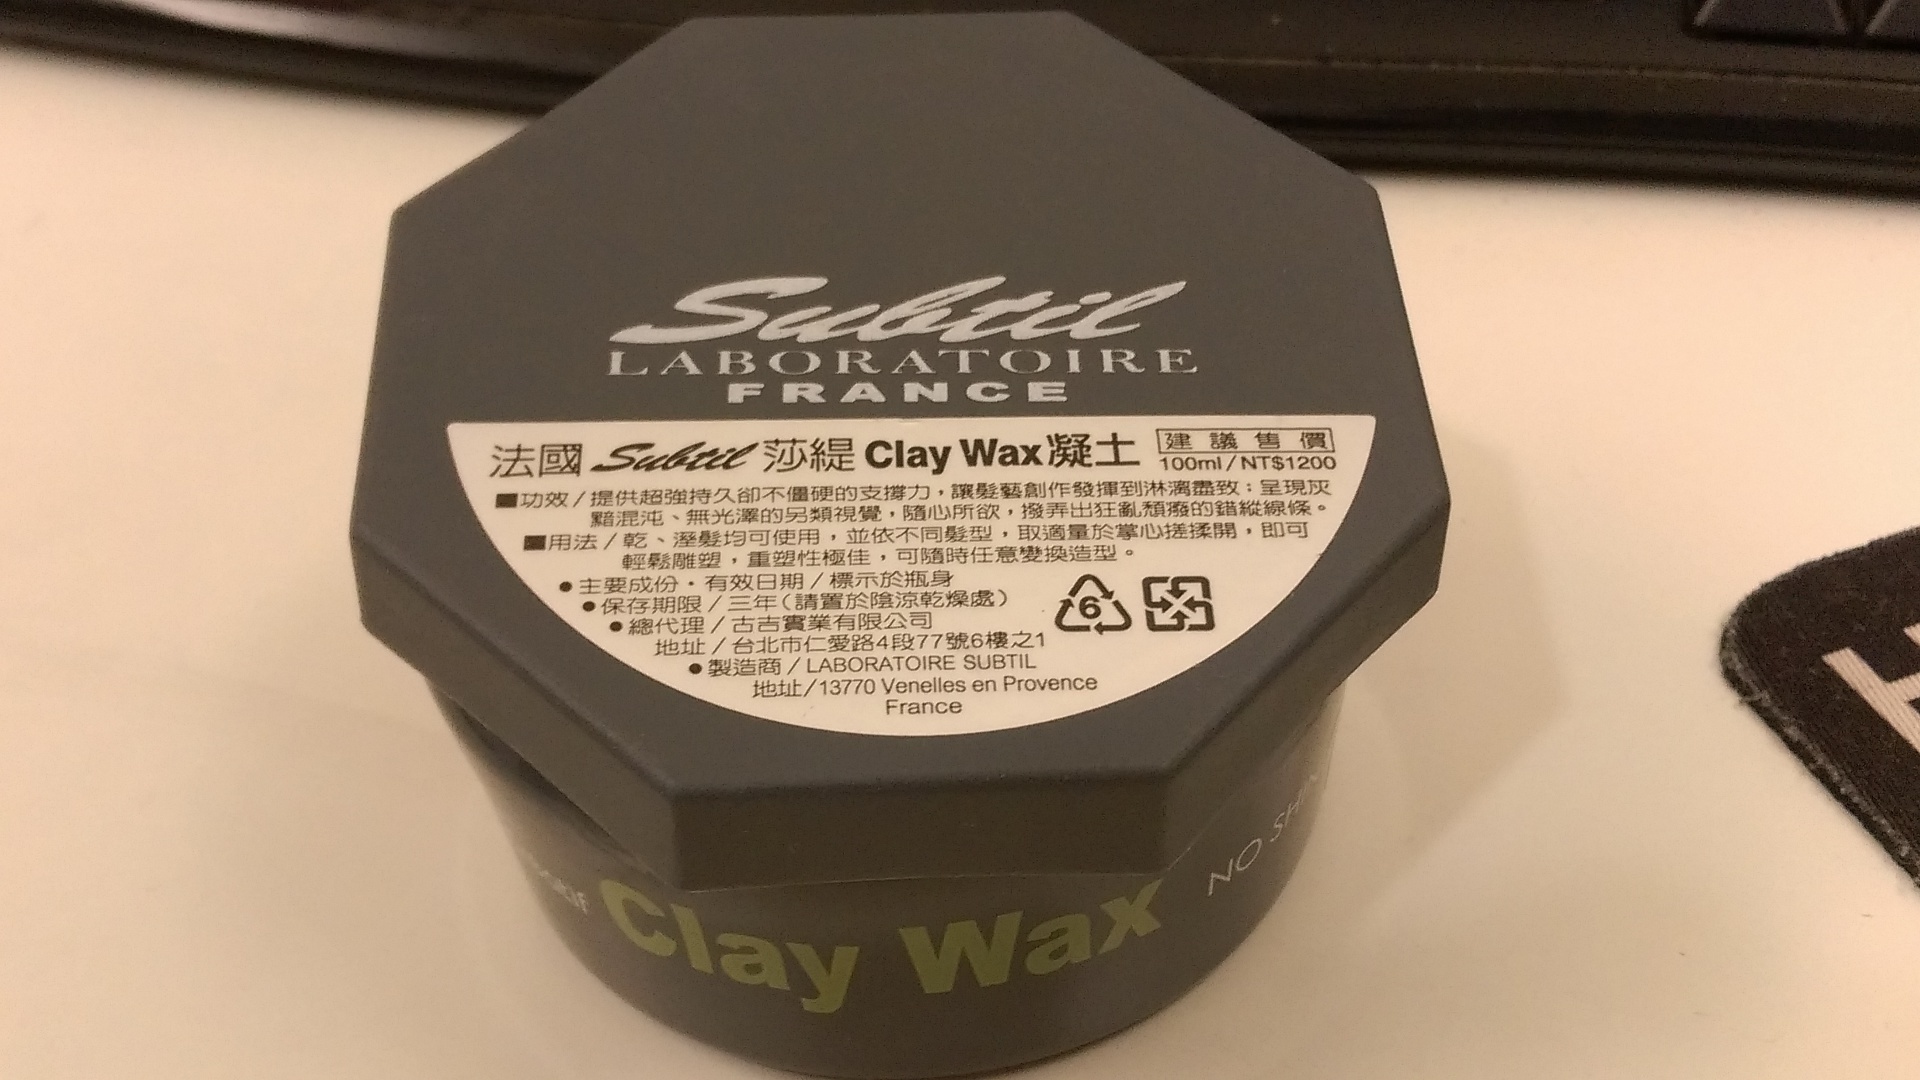 Subtil
LABORATOIRE
FRANCE
法國 Subtil 莎緹 Clay Wax 凝土
建議售價
100ml/NT$1200
■功效/提供超強持久卻不僵硬的支撐力,讓髮藝創作發揮到淋漓盡致;呈現灰
黯混沌、無光澤的另類視覺,隨心所欲,撥弄出狂亂頹廢的錯縱線條。
■用法/乾、溼髮均可使用,並依不同髮型,取適量於掌心搓揉開,即可
輕鬆雕塑,重塑性極佳,可隨時任意變換造型。
●主要成份・有效日期/標示於瓶身
●保存期限/三年(請置於陰涼乾燥處)
●總代理/古吉實業有限公司
地址/台北市仁愛路4段77號6樓之1
●製造商/LABORATOIRE SUBTIL
地址/13770 Venelles en Provence
France
6
Clay Wax
NO